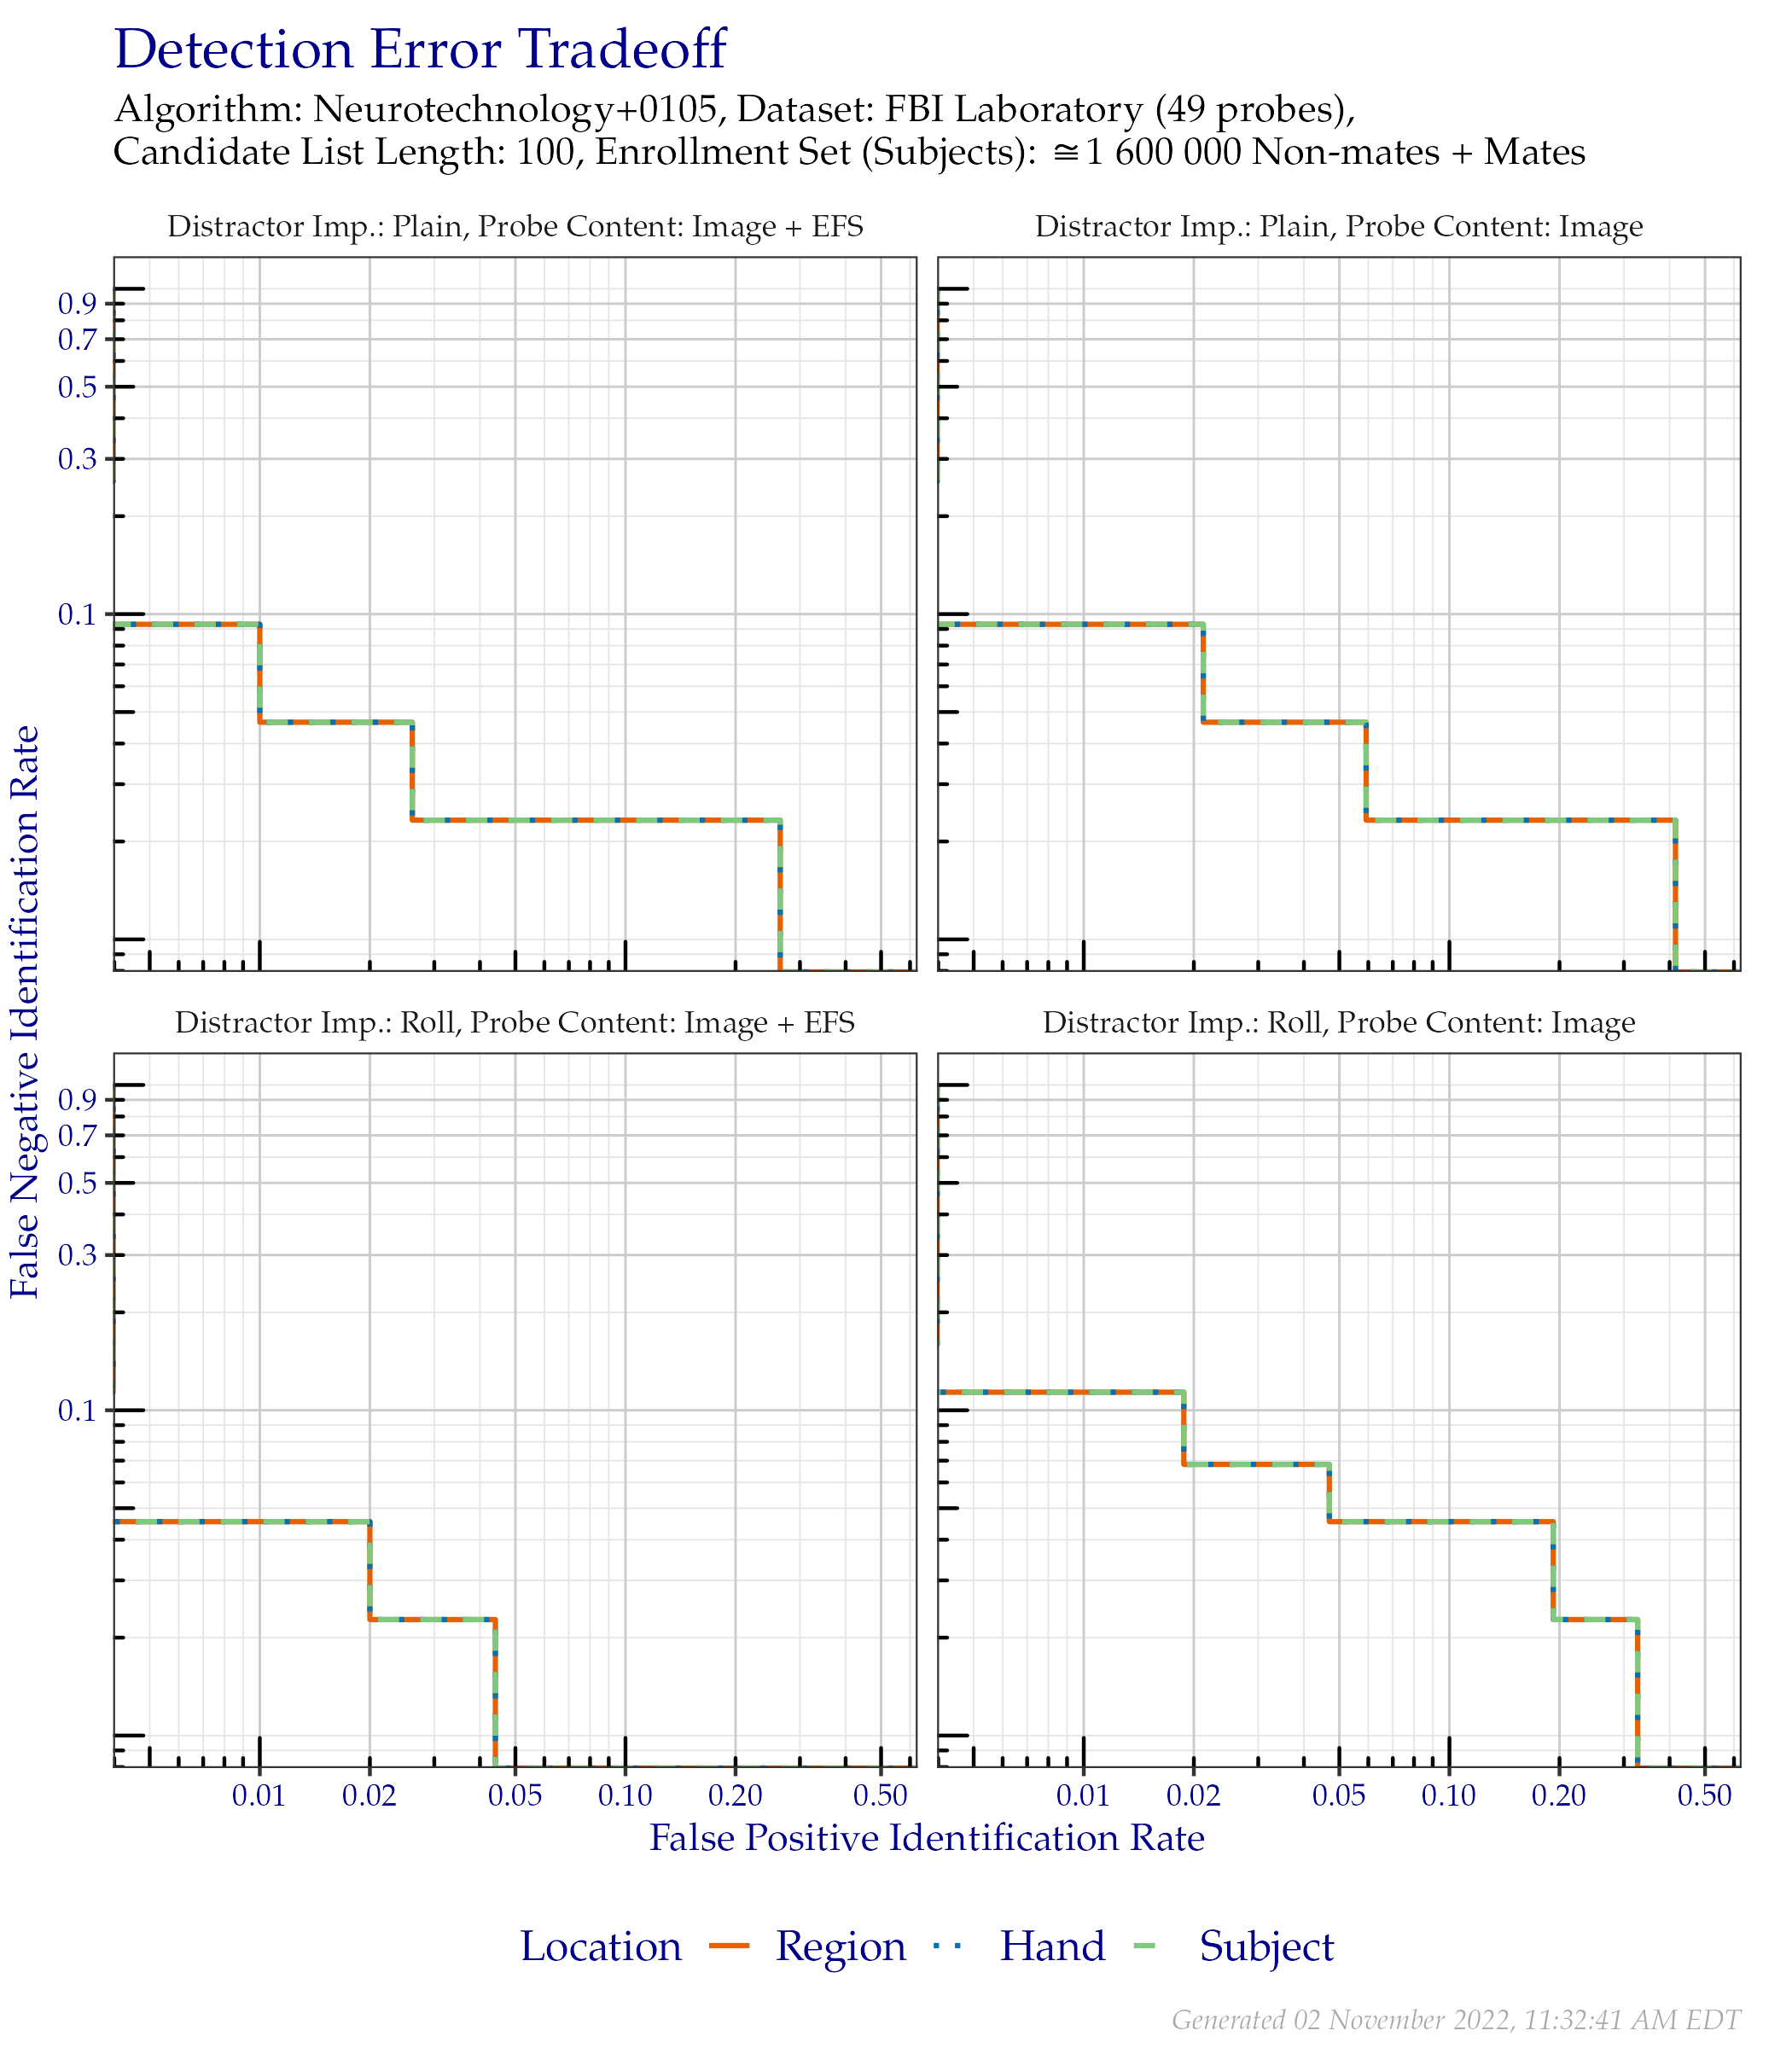 Detection Error Tradeoff
Algorithm: Neurotechnology+0105, Dataset: FBI Laboratory (49 probes),
Candidate List Length: 100, Enrollment Set (Subjects): ≅1 600 000 Non-mates + Mates
Distractor Imp.: Plain, Probe Content: Image + EFS
Distractor Imp.: Plain, Probe Content: Image
0.9
0.7
0.5
0.3
0.1
False Negative Identification Rate
Distractor Imp.: Roll, Probe Content: Image + EFS
Distractor Imp.: Roll, Probe Content: Image
0.9
0.7
0.5
0.3
0.1
0.01 0.02 0.05 0.10 0.20 0.50
0.01 0.02 0.05 0.10 0.20 0.50
False Positive Identification Rate
Location Region Hand Subject
Generated 02 November 2022, 11:32:41 AM EDT